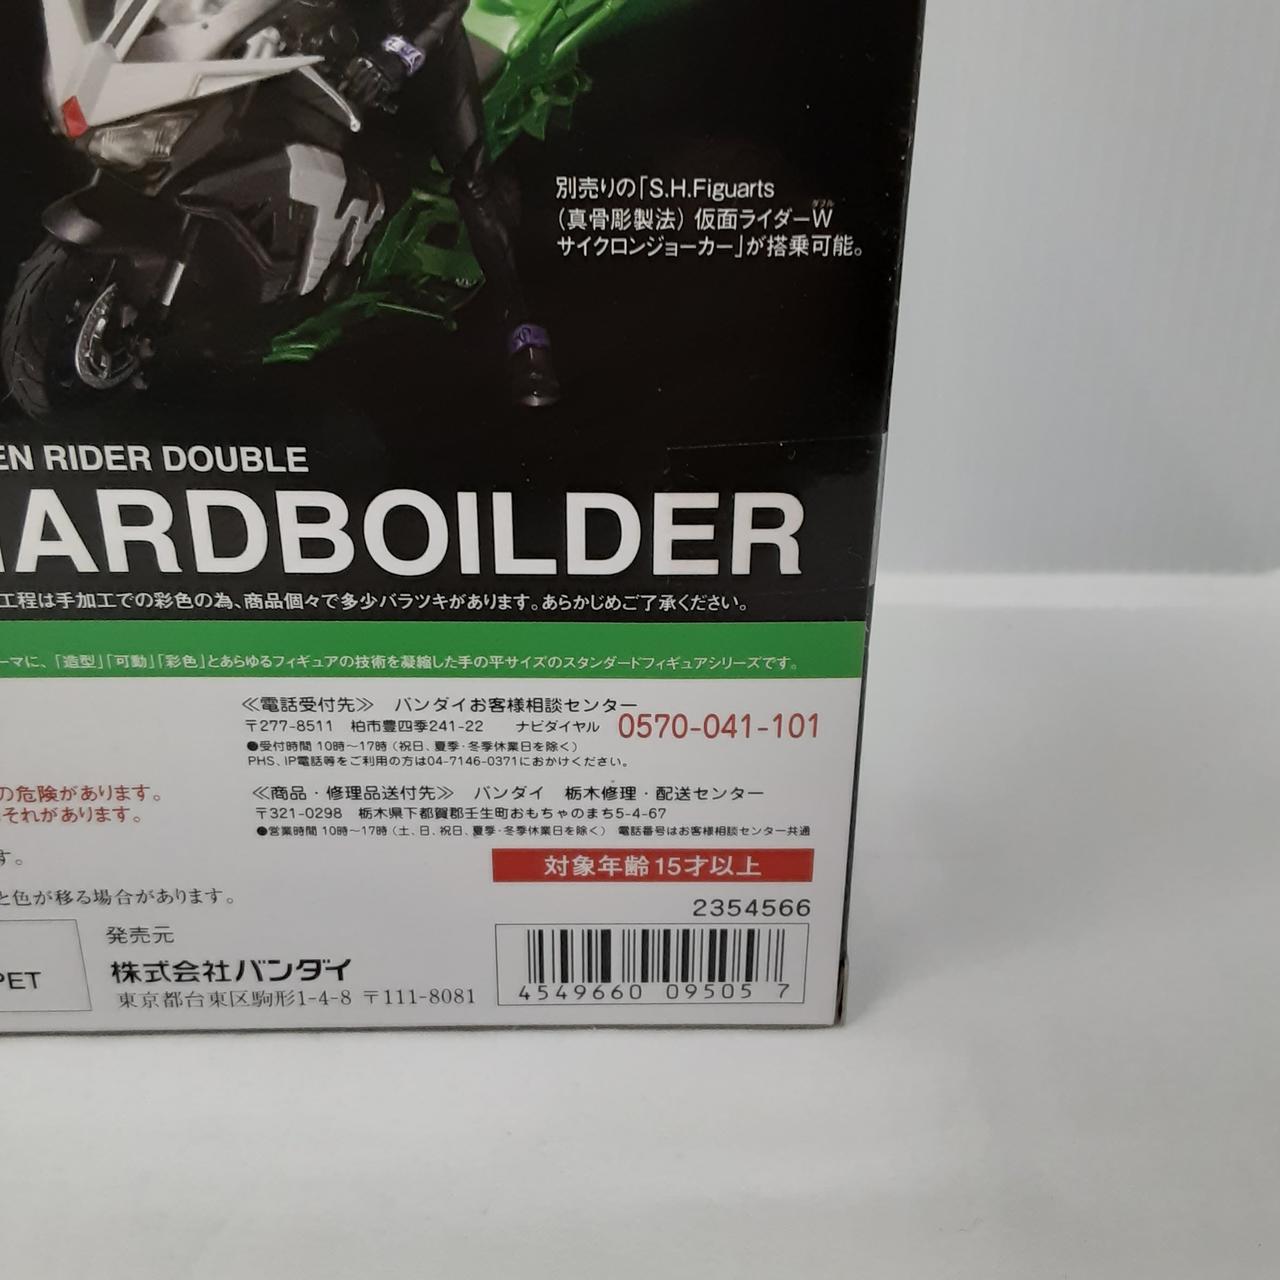 別売りの「S.H.Figuarts
(真骨彫製法) 仮面ライダーW
ダブル
サイクロンジョーカー」が搭乗可能。
EN RIDER DOUBLE
HARDBOILDER
工程は手加工での彩色の為、商品個々で多少バラツキがあります。あらかじめご了承ください。
ーマに、「造型」「可動」「彩色」とあらゆるフィギュアの技術を凝縮した手の平サイズのスタンダードフィギュアシリーズです。
≪電話受付先≫ バンダイお客様相談センター
〒277-8511 柏市豊四季241-22 ナビダイヤル 0570-041-101
●受付時間 10時～17時 (祝日、夏季・冬季休業日を除く)
PHS、IP電話等をご利用の方は04-7146-0371におかけください。
の危険があります。
それがあります。
≪商品・修理品送付先≫ バンダイ 栃木修理・配送センター
〒321-0298 栃木県下都賀郡壬生町おもちゃのまち5-4-67
●営業時間 10時～17時 (土、日、祝日、夏季・冬季休業日を除く) 電話番号はお客様相談センター共通
す。
対象年齢15才以上
と色が移る場合があります。
2354566
PET
発売元
株式会社バンダイ
東京都台東区駒形1-4-8 〒111-8081
4549660 09505 7